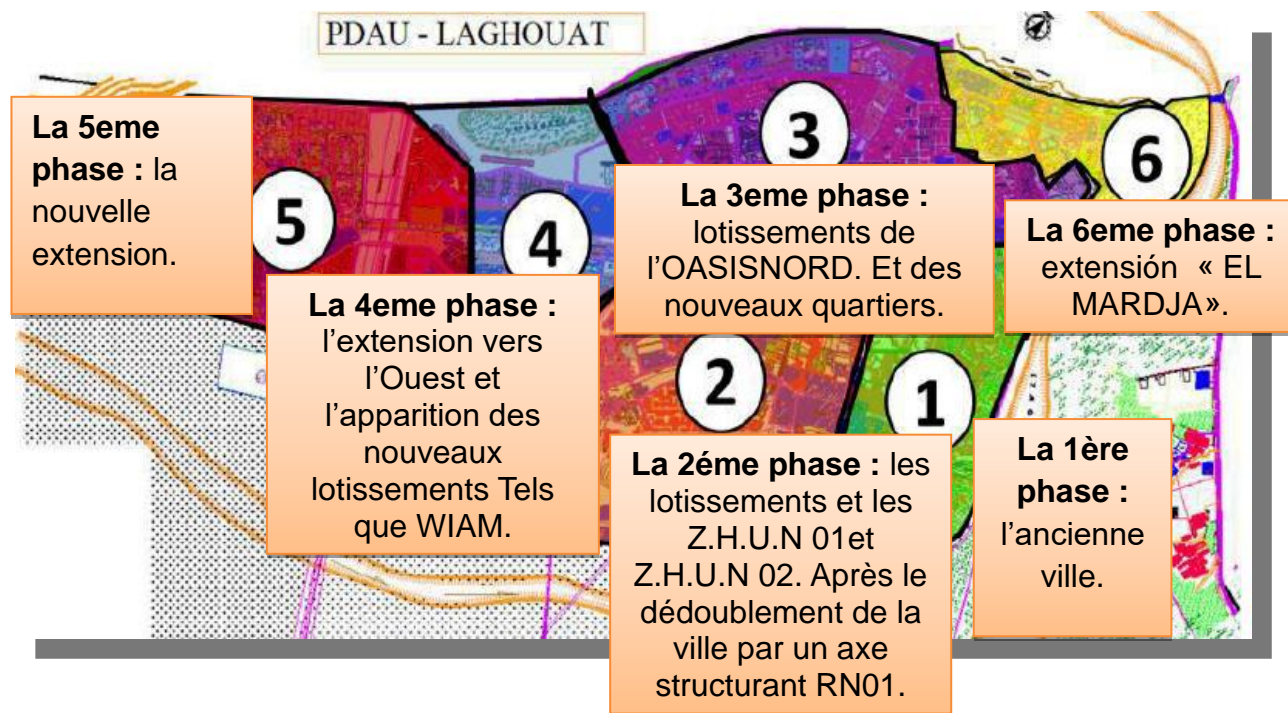 PDAU - LAGHOUAT
La 5eme
phase : la
nouvelle
extension.
5
4
3
6
La 4eme phase :
l’extension vers
l’Ouest et
l’apparition des
nouveaux
lotissements Tels
que WIAM.
La 3eme phase :
lotissements de
l’OASISNORD. Et des
nouveaux quartiers.
La 6eme phase :
extensión « EL
MARDJA».
2
1
La 2éme phase : les
lotissements et les
Z.H.U.N 01et
Z.H.U.N 02. Après le
dédoublement de la
ville par un axe
structurant RN01.
La 1ère
phase :
l’ancienne
ville.